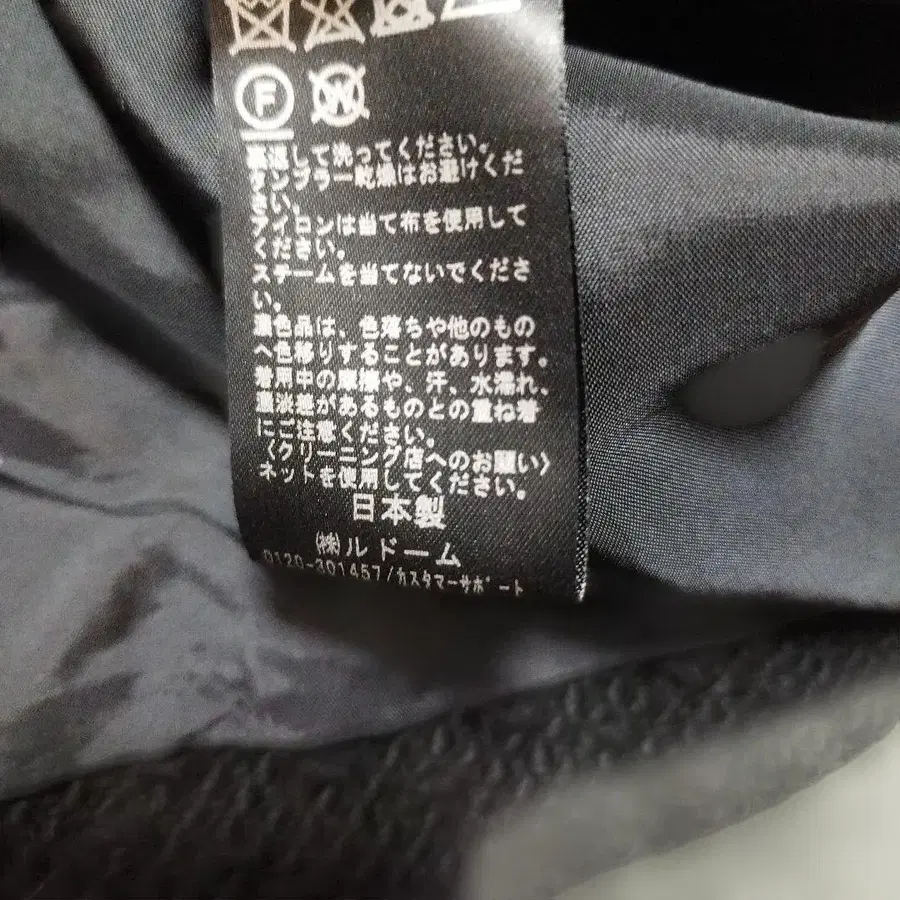 F W
裏返して洗ってください。
タンブラー乾燥はお避けくだ
さい。
アイロンは当て布を使用して
ください。
スチームを当てないでくださ
い。
濃色品は、色落ちや他のもの
へ色移りすることがあります。
着用中の摩擦や、汗、水濡れ、
濃淡差があるものとの重ね着
にご注意ください。
〈クリーニング店へのお願い〉
ネットを使用してください。
日本製
㈱ルドーム
0120-301457/カスタマーサポート